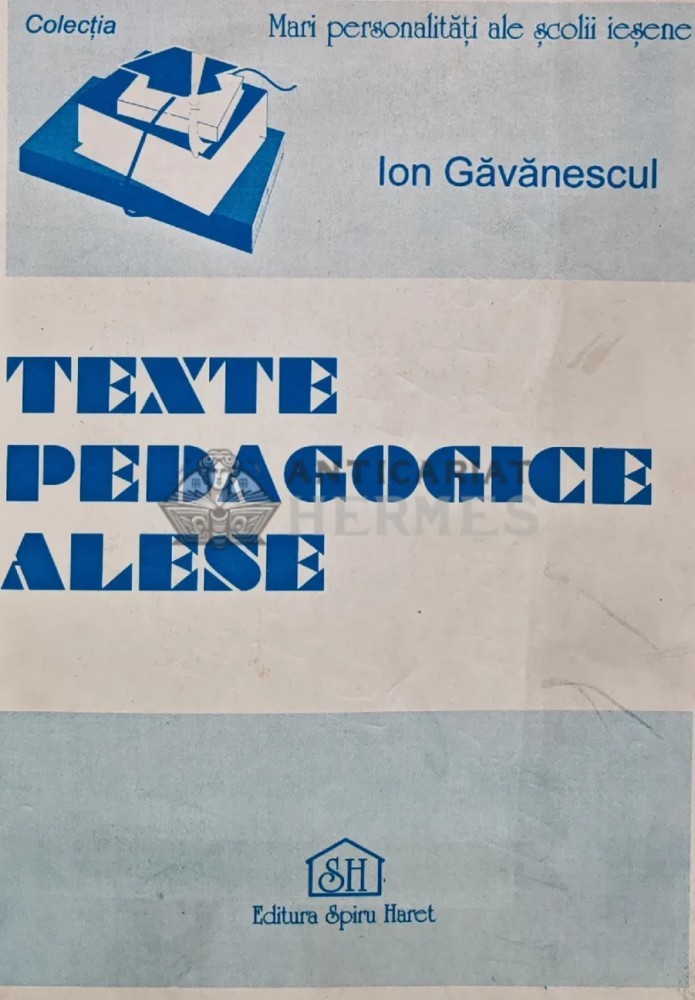 Colecția
Mari personalități ale școlii ieșene
Ion Găvănescul
TEXTE
PEDAGOGICE
ALESE
ANTICARIAT
HERMES
SH
Editura Spiru Haret